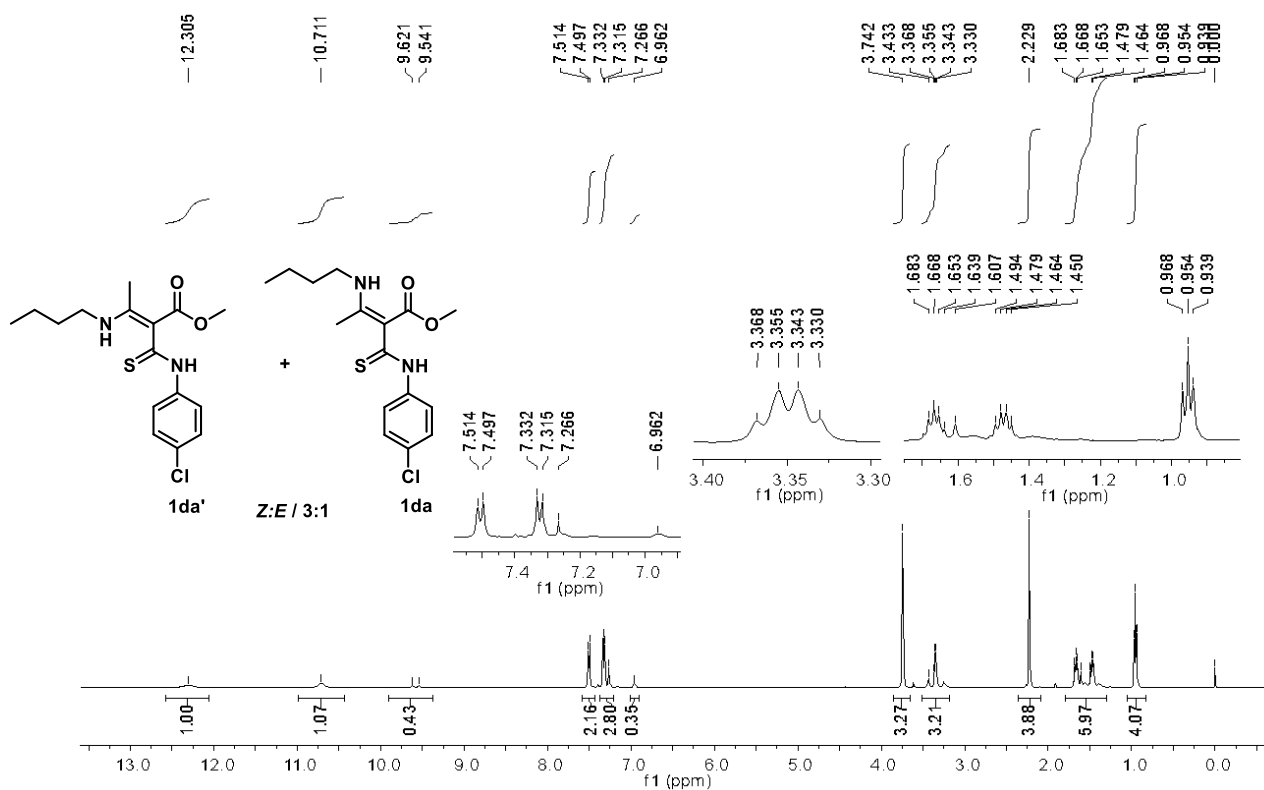 12.305
10.711
9.621
9.541
7.514
7.497
7.332
7.315
7.266
6.962
3.742
3.433
3.368
3.355
3.343
3.330
2.229
1.683
1.668
1.653
1.479
1.464
0.968
0.954
0.939
0.000
NH
O
O
N
H
S
NH
Cl
1da'
+
NH
O
O
S
NH
Cl
1da
Z:E / 3:1
7.514
7.497
7.332
7.315
7.266
6.962
7.4 7.2 7.0
f1 (ppm)
3.368
3.355
3.343
3.330
3.40 3.35 3.30
f1 (ppm)
1.683
1.668
1.653
1.639
1.607
1.494
1.479
1.464
1.450
0.968
0.954
0.939
1.6 1.4 1.2 1.0
f1 (ppm)
1.00
1.07
0.43
2.16
2.80
0.35
3.27
3.21
3.88
5.97
4.07
13.0 12.0 11.0 10.0 9.0 8.0 7.0 6.0 5.0 4.0 3.0 2.0 1.0 0.0
f1 (ppm)